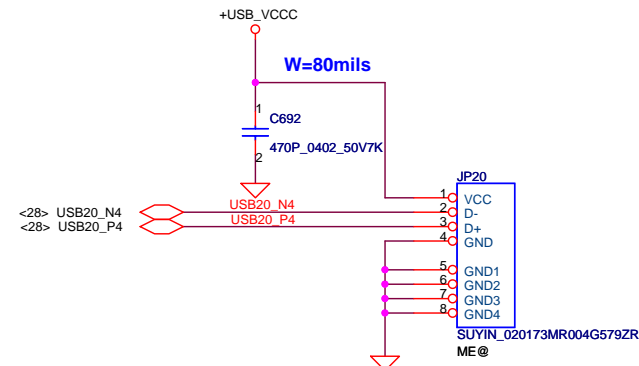 +USB_VCCC
W=80mils
1
C692
470P_0402_50V7K
2
JP20
1 VCC
<28> USB20_N4 USB20_N4 2 D-
<28> USB20_P4 USB20_P4 3 D+
4 GND
5 GND1
6 GND2
7 GND3
8 GND4
SUYIN_020173MR004G579ZR
ME@